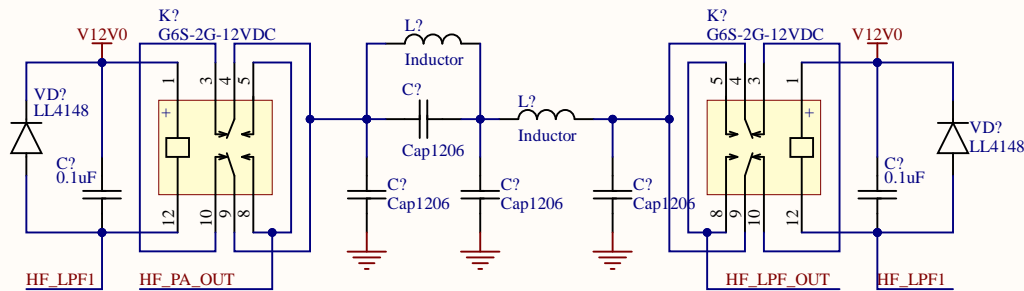 K?
G6S-2G-12VDC
V12V0
VD?
LL4148
C?
0.1uF
1
3
4
5
+
12
10
9
8
HF_LPF1
HF_PA_OUT
L?
Inductor
C?
Cap1206
L?
Inductor
C?
Cap1206
C?
Cap1206
C?
Cap1206
K?
G6S-2G-12VDC
V12V0
5
4
3
1
+
8
9
10
12
VD?
LL4148
C?
0.1uF
HF_LPF_OUT
HF_LPF1